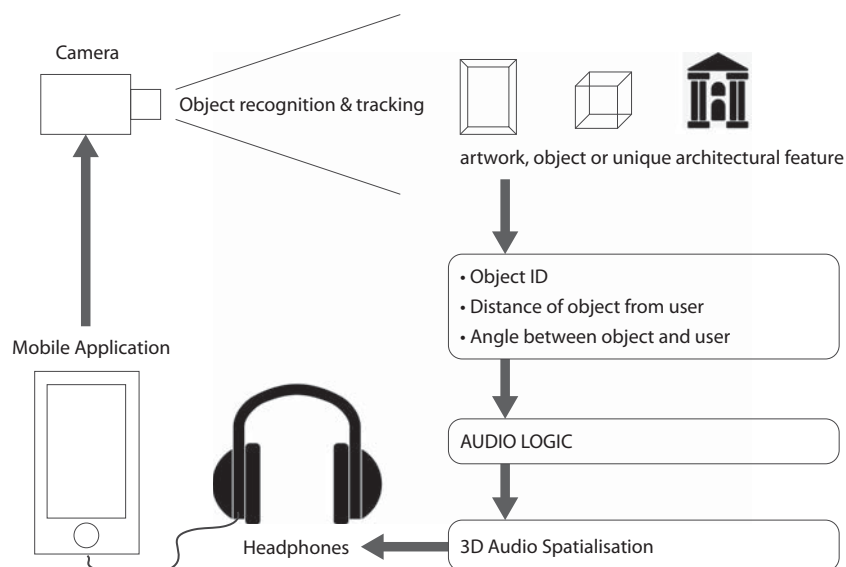 Camera
Object recognition & tracking
artwork, object or unique architectural feature
• Object ID
• Distance of object from user
• Angle between object and user
Mobile Application
AUDIO LOGIC
Headphones
3D Audio Spatialisation